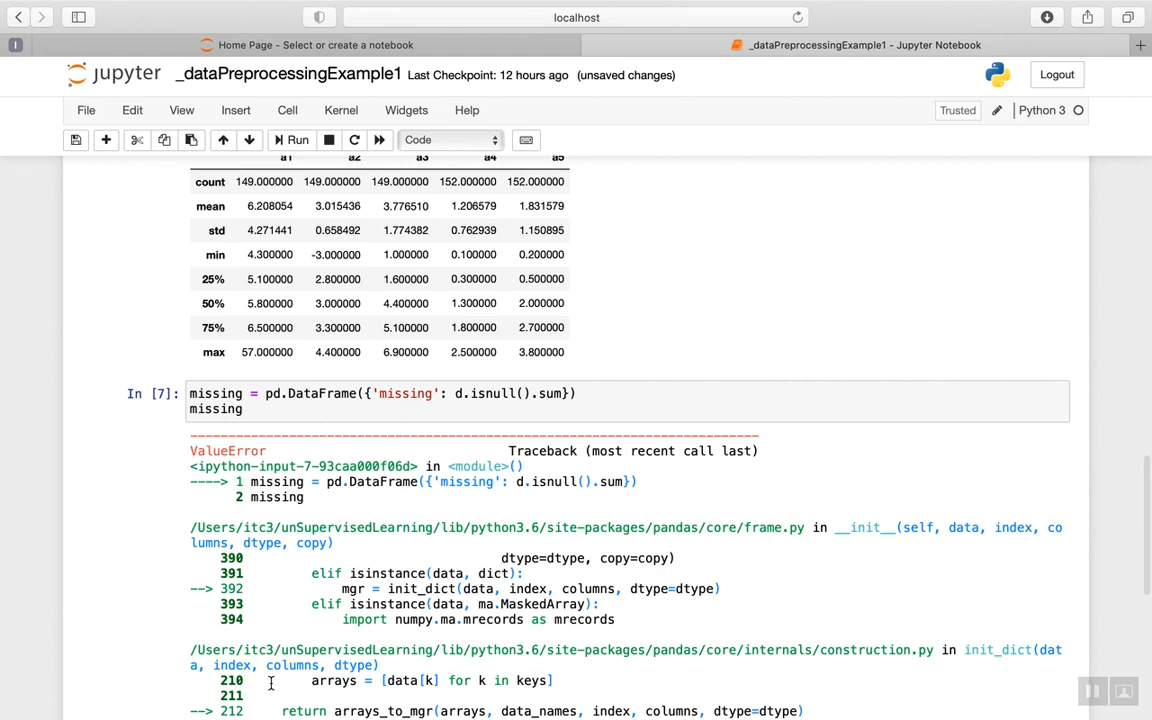 localhost
Home Page - Select or create a notebook
_dataPreprocessingExample1 - Jupyter Notebook
jupyter _dataPreprocessingExample1 Last Checkpoint: 12 hours ago (unsaved changes) Logout
File Edit View Insert Cell Kernel Widgets Help Trusted Python 3
Run Code
a1 a2 a3 a4 a5
count 149.000000 149.000000 149.000000 152.000000 152.000000
mean 6.208054 3.015436 3.776510 1.206579 1.831579
std 4.271441 0.658492 1.774382 0.762939 1.150895
min 4.300000 -3.000000 1.000000 0.100000 0.200000
25% 5.100000 2.800000 1.600000 0.300000 0.500000
50% 5.800000 3.000000 4.400000 1.300000 2.000000
75% 6.500000 3.300000 5.100000 1.800000 2.700000
max 57.000000 4.400000 6.900000 2.500000 3.800000
In [7]: missing = pd.DataFrame({'missing': d.isnull().sum})
missing
---------------------------------------------------------------------------
ValueError Traceback (most recent call last)
<ipython-input-7-93caa000f06d> in <module>()
----> 1 missing = pd.DataFrame({'missing': d.isnull().sum})
2 missing
/Users/itc3/unSupervisedLearning/lib/python3.6/site-packages/pandas/core/frame.py in __init__(self, data, index, co
lumns, dtype, copy)
390 dtype=dtype, copy=copy)
391 elif isinstance(data, dict):
--> 392 mgr = init_dict(data, index, columns, dtype=dtype)
393 elif isinstance(data, ma.MaskedArray):
394 import numpy.ma.mrecords as mrecords
/Users/itc3/unSupervisedLearning/lib/python3.6/site-packages/pandas/core/internals/construction.py in init_dict(dat
a, index, columns, dtype)
210 arrays = [data[k] for k in keys]
211
--> 212 return arrays_to_mgr(arrays, data_names, index, columns, dtype=dtype)